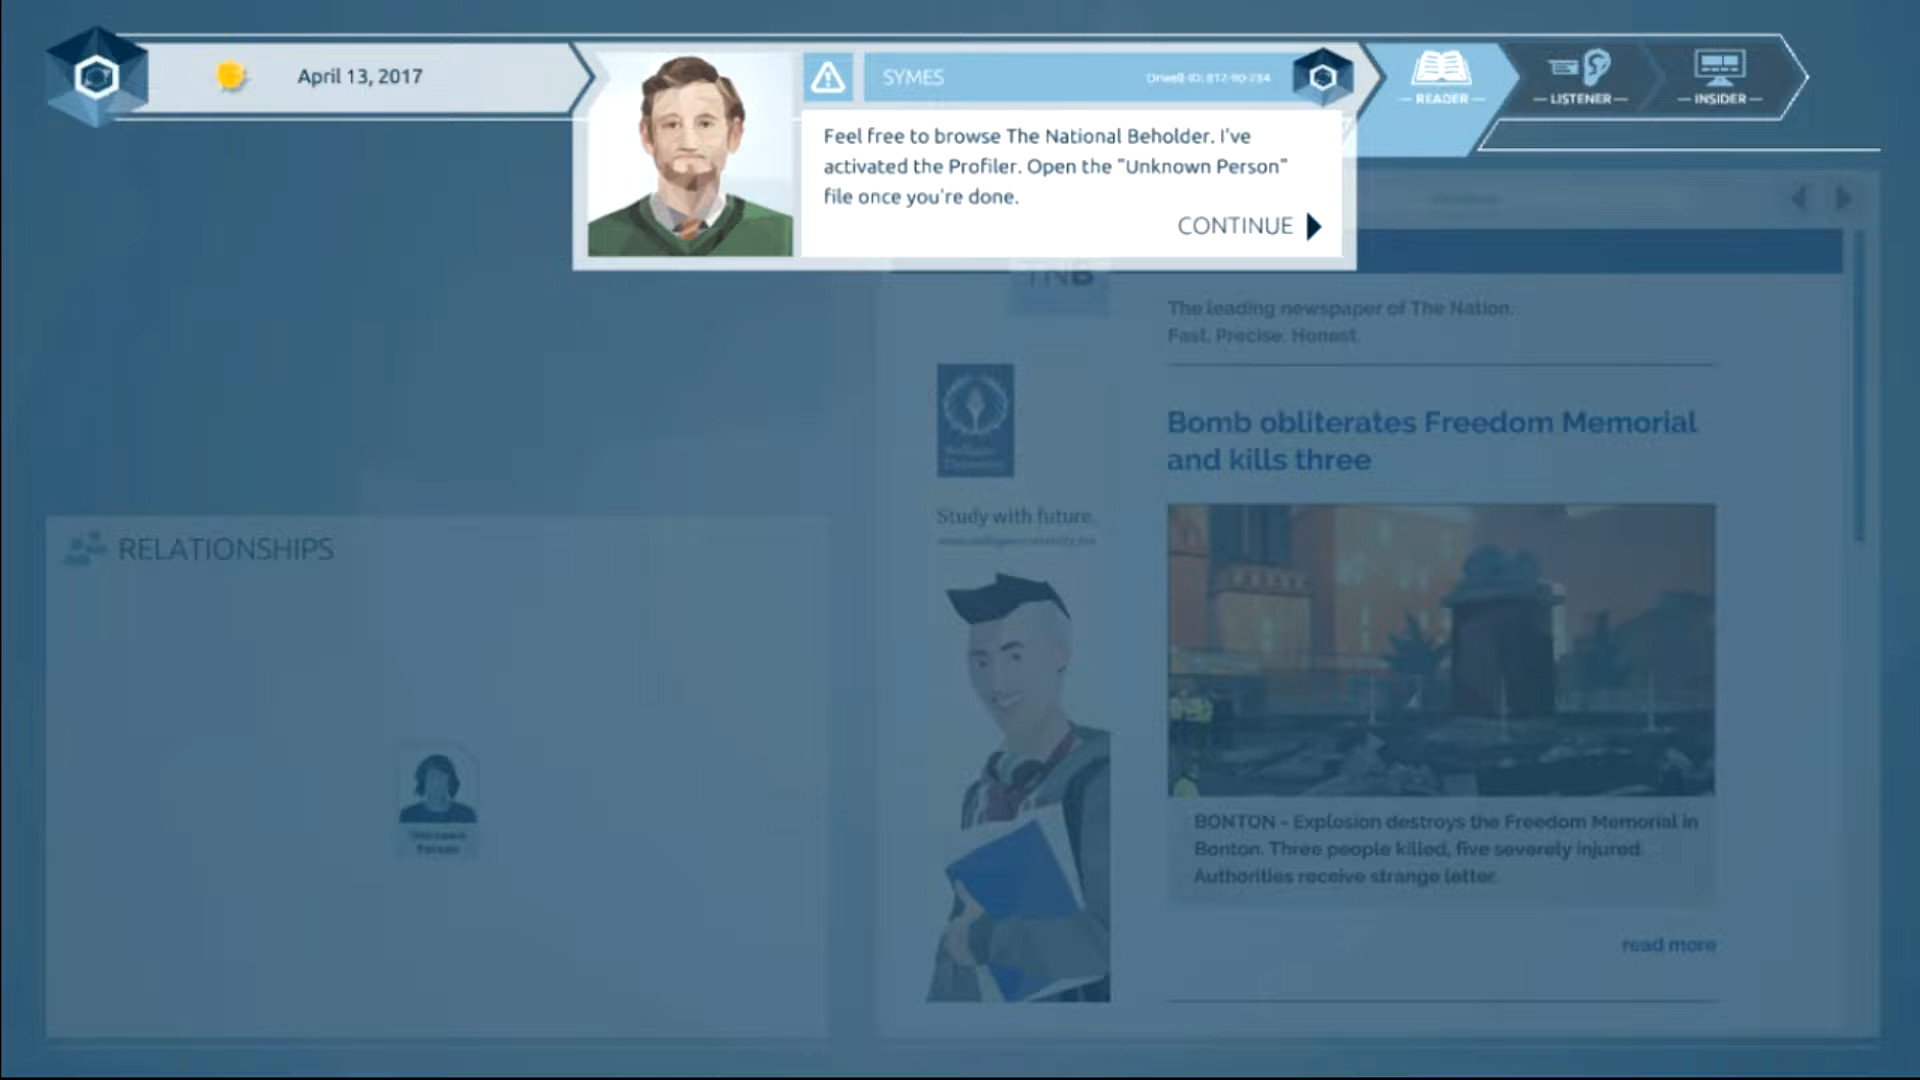 April 13, 2017
SYMES
READER
LISTENER
INSIDER
Feel free to browse The National Beholder. I've
activated the Profiler. Open the "Unknown Person"
file once you're done.
CONTINUE
TNB
The leading newspaper of The Nation.
Fast. Precise. Honest.
Bomb obliterates Freedom Memorial
and kills three
Study with future.
RELATIONSHIPS
Unknown
Person
BONTON - Explosion destroys the Freedom Memorial in
Bonton. Three people killed, five severely injured.
Authorities receive strange letter.
read more